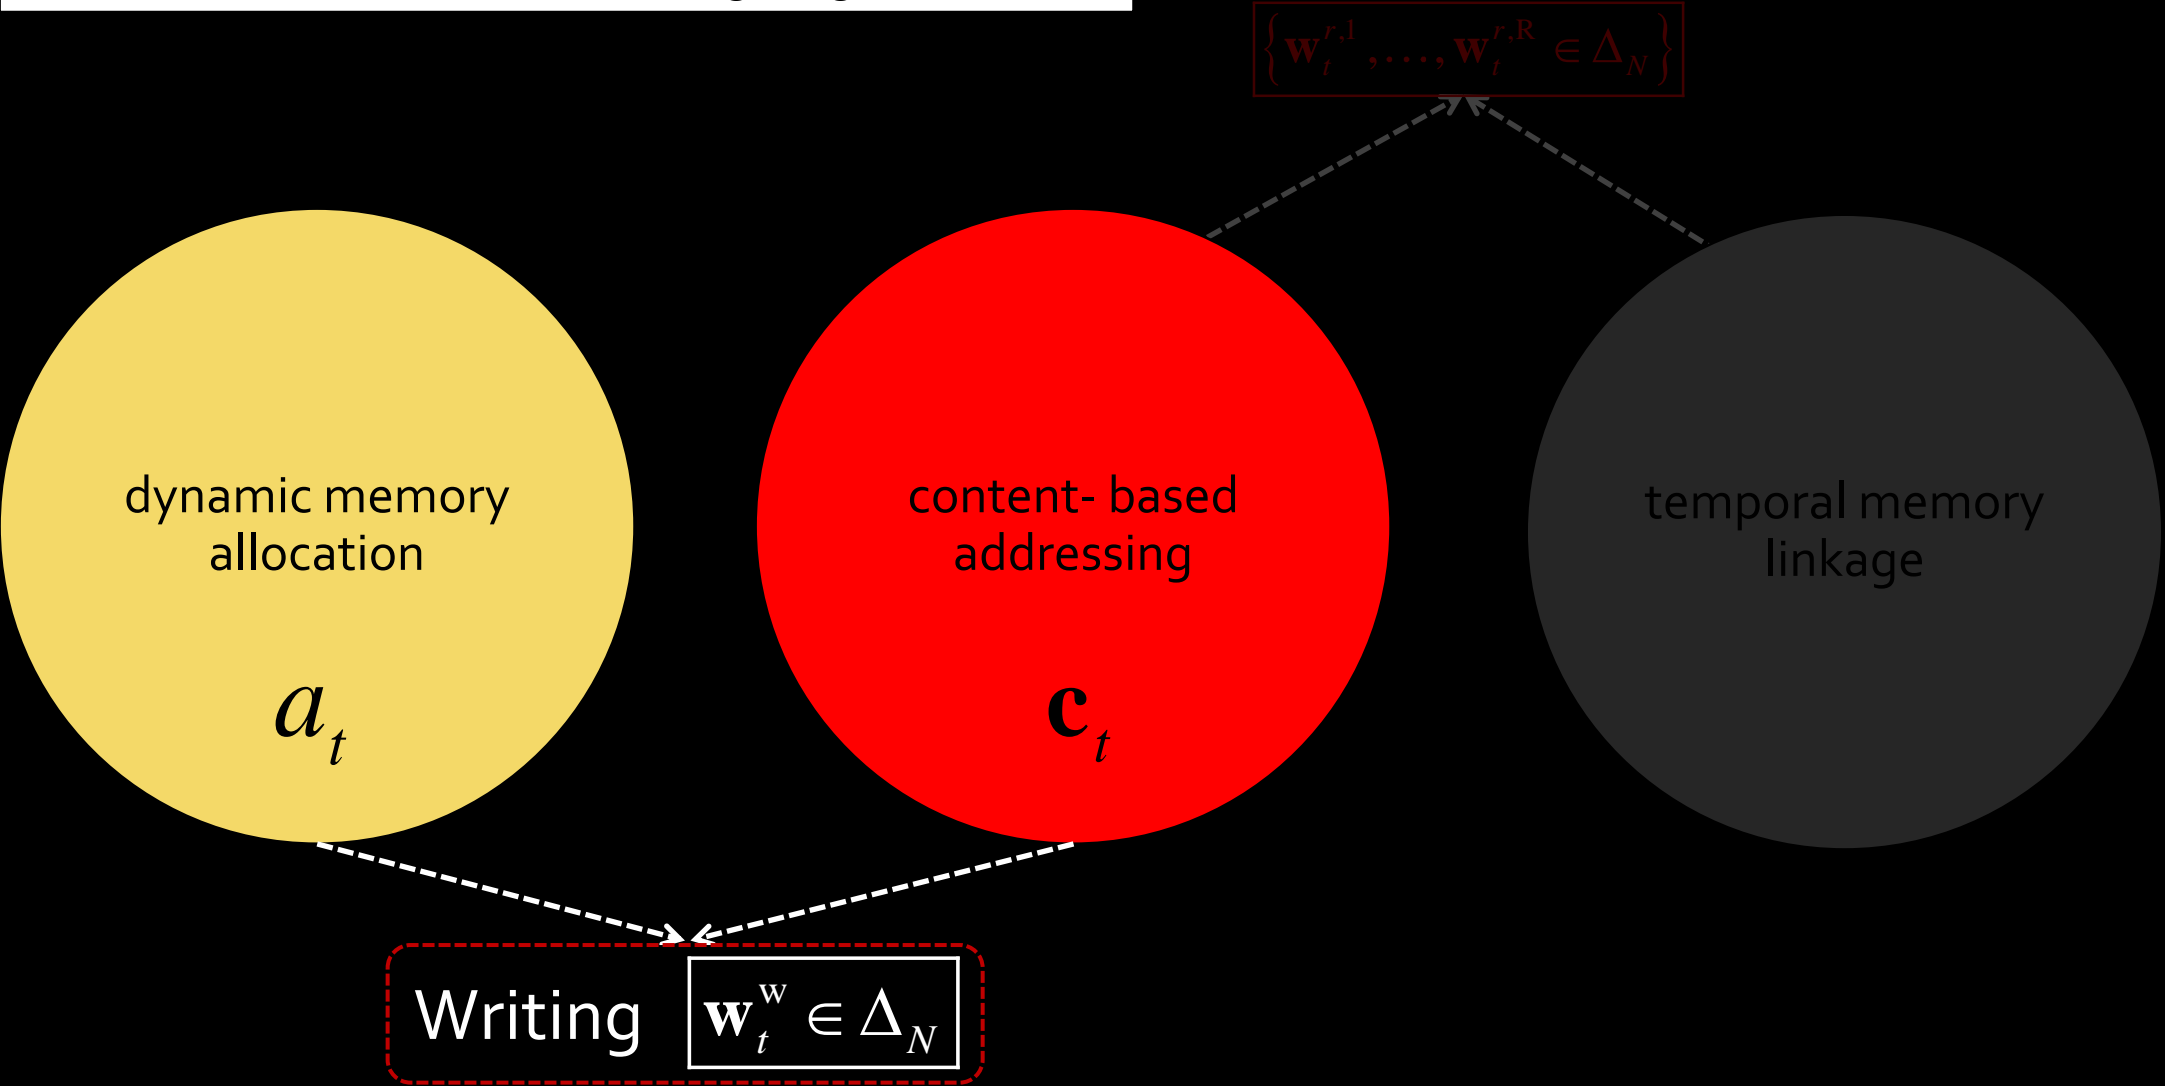 {w_t^{r,1},...,w_t^{r,R} ∈ Δ_N}
dynamic memory
allocation
a_t
content- based
addressing
c_t
temporal memory
linkage
Writing w_t^w ∈ Δ_N